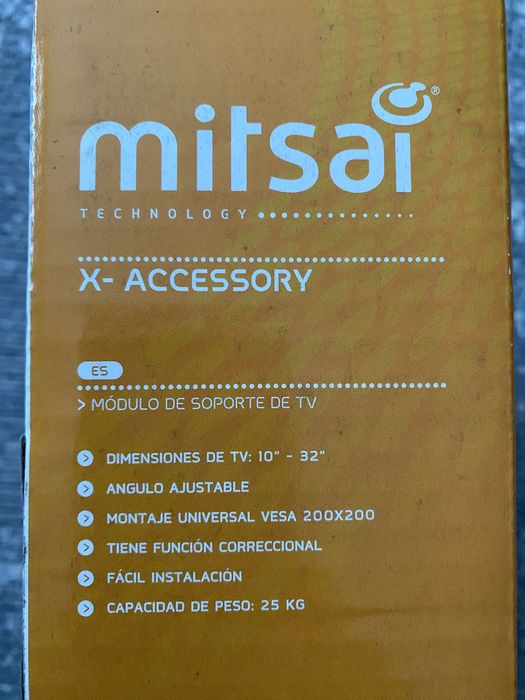 mitsai®
TECHNOLOGY
X- ACCESSORY
ES
> MÓDULO DE SOPORTE DE TV
DIMENSIONES DE TV: 10" - 32"
ANGULO AJUSTABLE
MONTAJE UNIVERSAL VESA 200X200
TIENE FUNCIÓN CORRECCIONAL
FÁCIL INSTALACIÓN
CAPACIDAD DE PESO: 25 KG